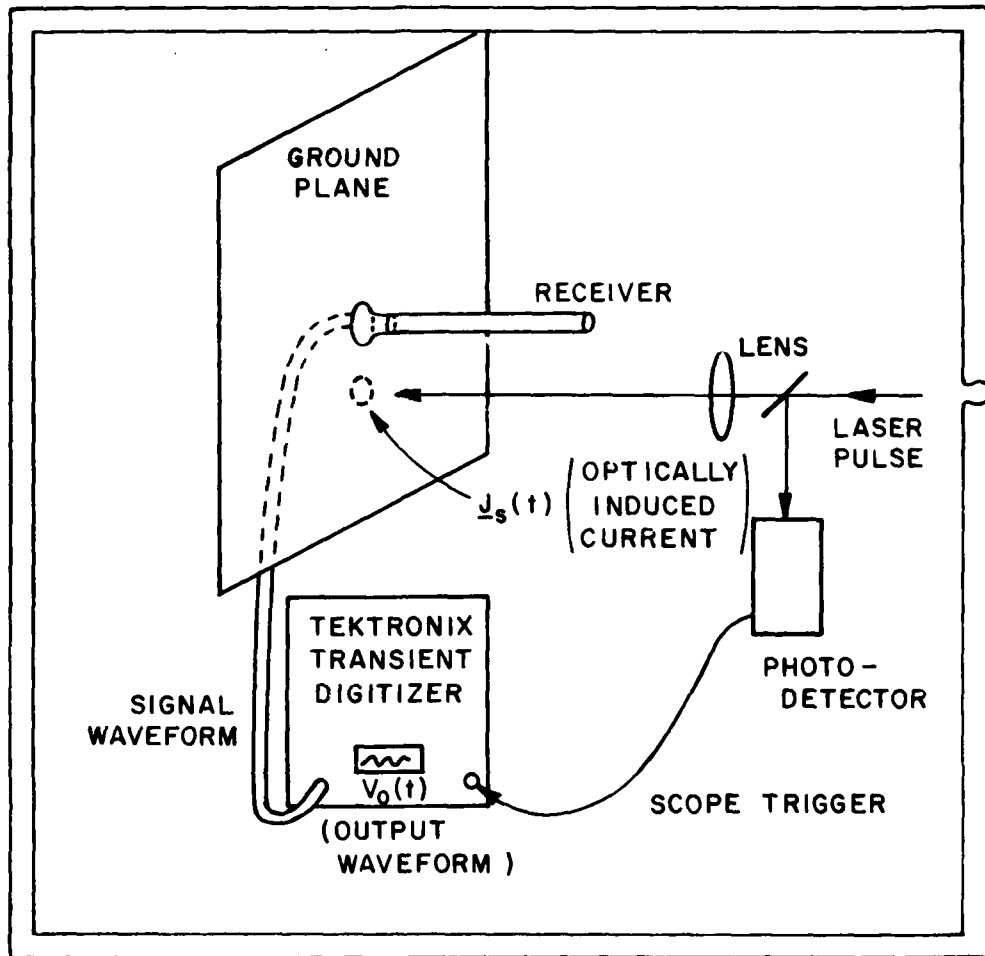 GROUND
PLANE
RECEIVER
LENS
LASER
PULSE
J_s(t) (OPTICALLY
INDUCED
CURRENT)
TEKTRONIX
TRANSIENT
DIGITIZER
PHOTO-
DETECTOR
SIGNAL
WAVEFORM
V_0(t)
SCOPE TRIGGER
(OUTPUT
WAVEFORM)